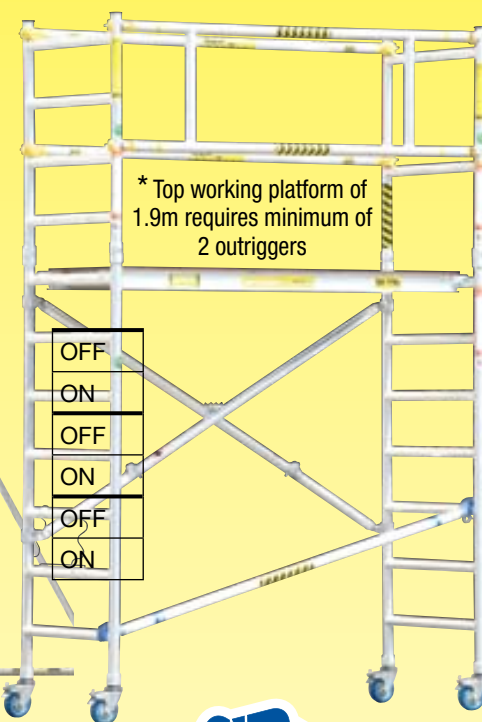 * Top working platform of
1.9m requires minimum of
2 outriggers
OFF
ON
OFF
ON
OFF
ON